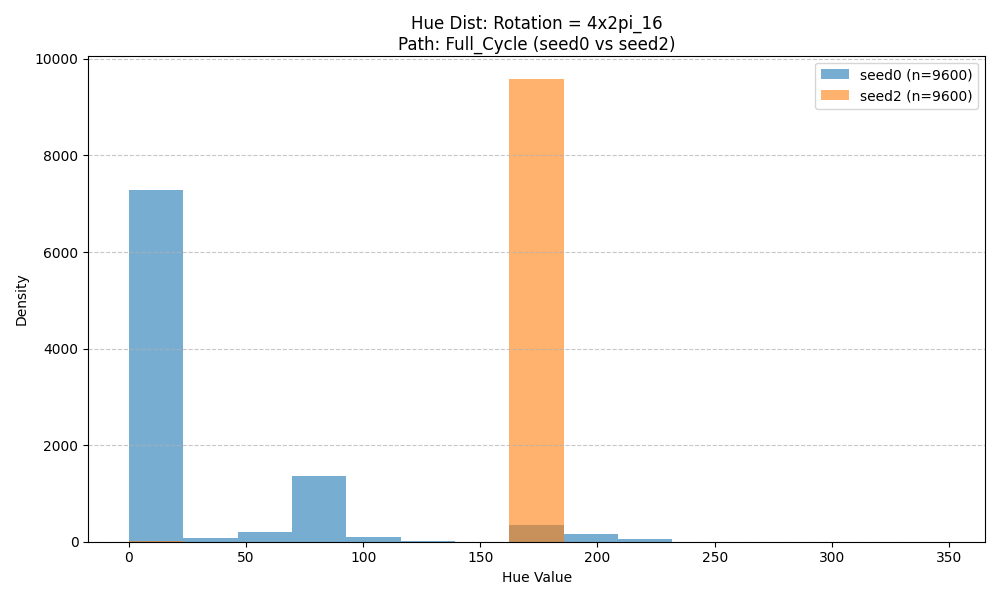 Hue Dist: Rotation = 4x2pi_16
Path: Full_Cycle (seed0 vs seed2)
seed0 (n=9600)
seed2 (n=9600)
Density
10000
8000
6000
4000
2000
0
0 50 100 150 200 250 300 350
Hue Value